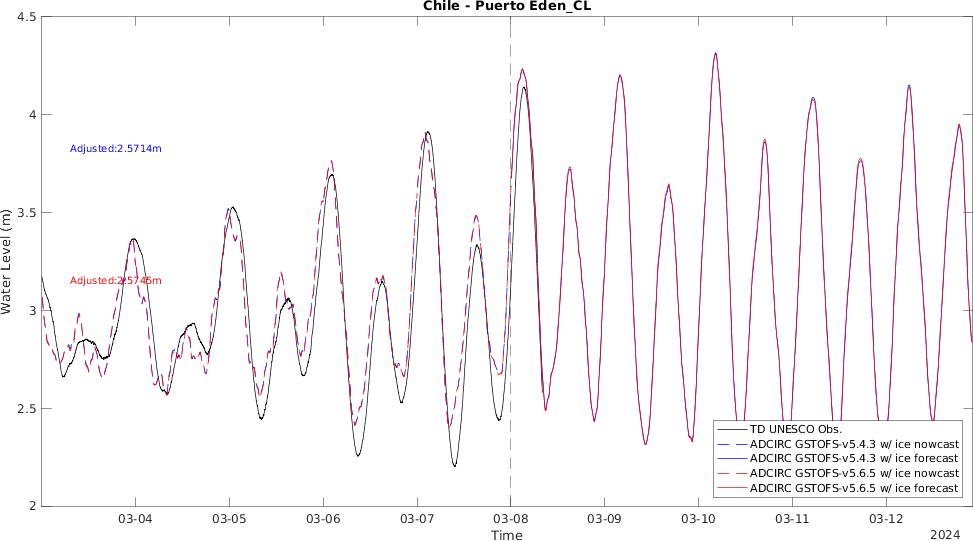 Chile - Puerto Eden_CL
4.5
4
3.5
3
2.5
2
Water Level (m)
Adjusted:2.5714m
Adjusted:2.5745m
TD UNESCO Obs.
ADCIRC GSTOFS-v5.4.3 w/ ice nowcast
ADCIRC GSTOFS-v5.4.3 w/ ice forecast
ADCIRC GSTOFS-v5.6.5 w/ ice nowcast
ADCIRC GSTOFS-v5.6.5 w/ ice forecast
03-04 03-05 03-06 03-07 03-08 03-09 03-10 03-11 03-12
Time
2024